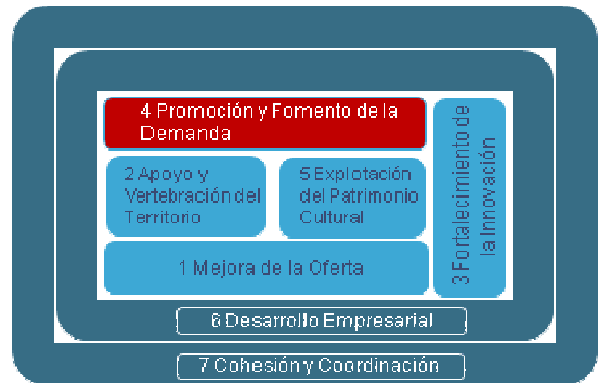 4 Promoción y Fomento de la
Demanda
2 Apoyo y
Vertebración del
Territorio
5 Explotación
del Patrimonio
Cultural
3 Fortalecimiento de
la Innovación
1 Mejora de la Oferta
6 Desarrollo Empresarial
7 Cohesión y Coordinación